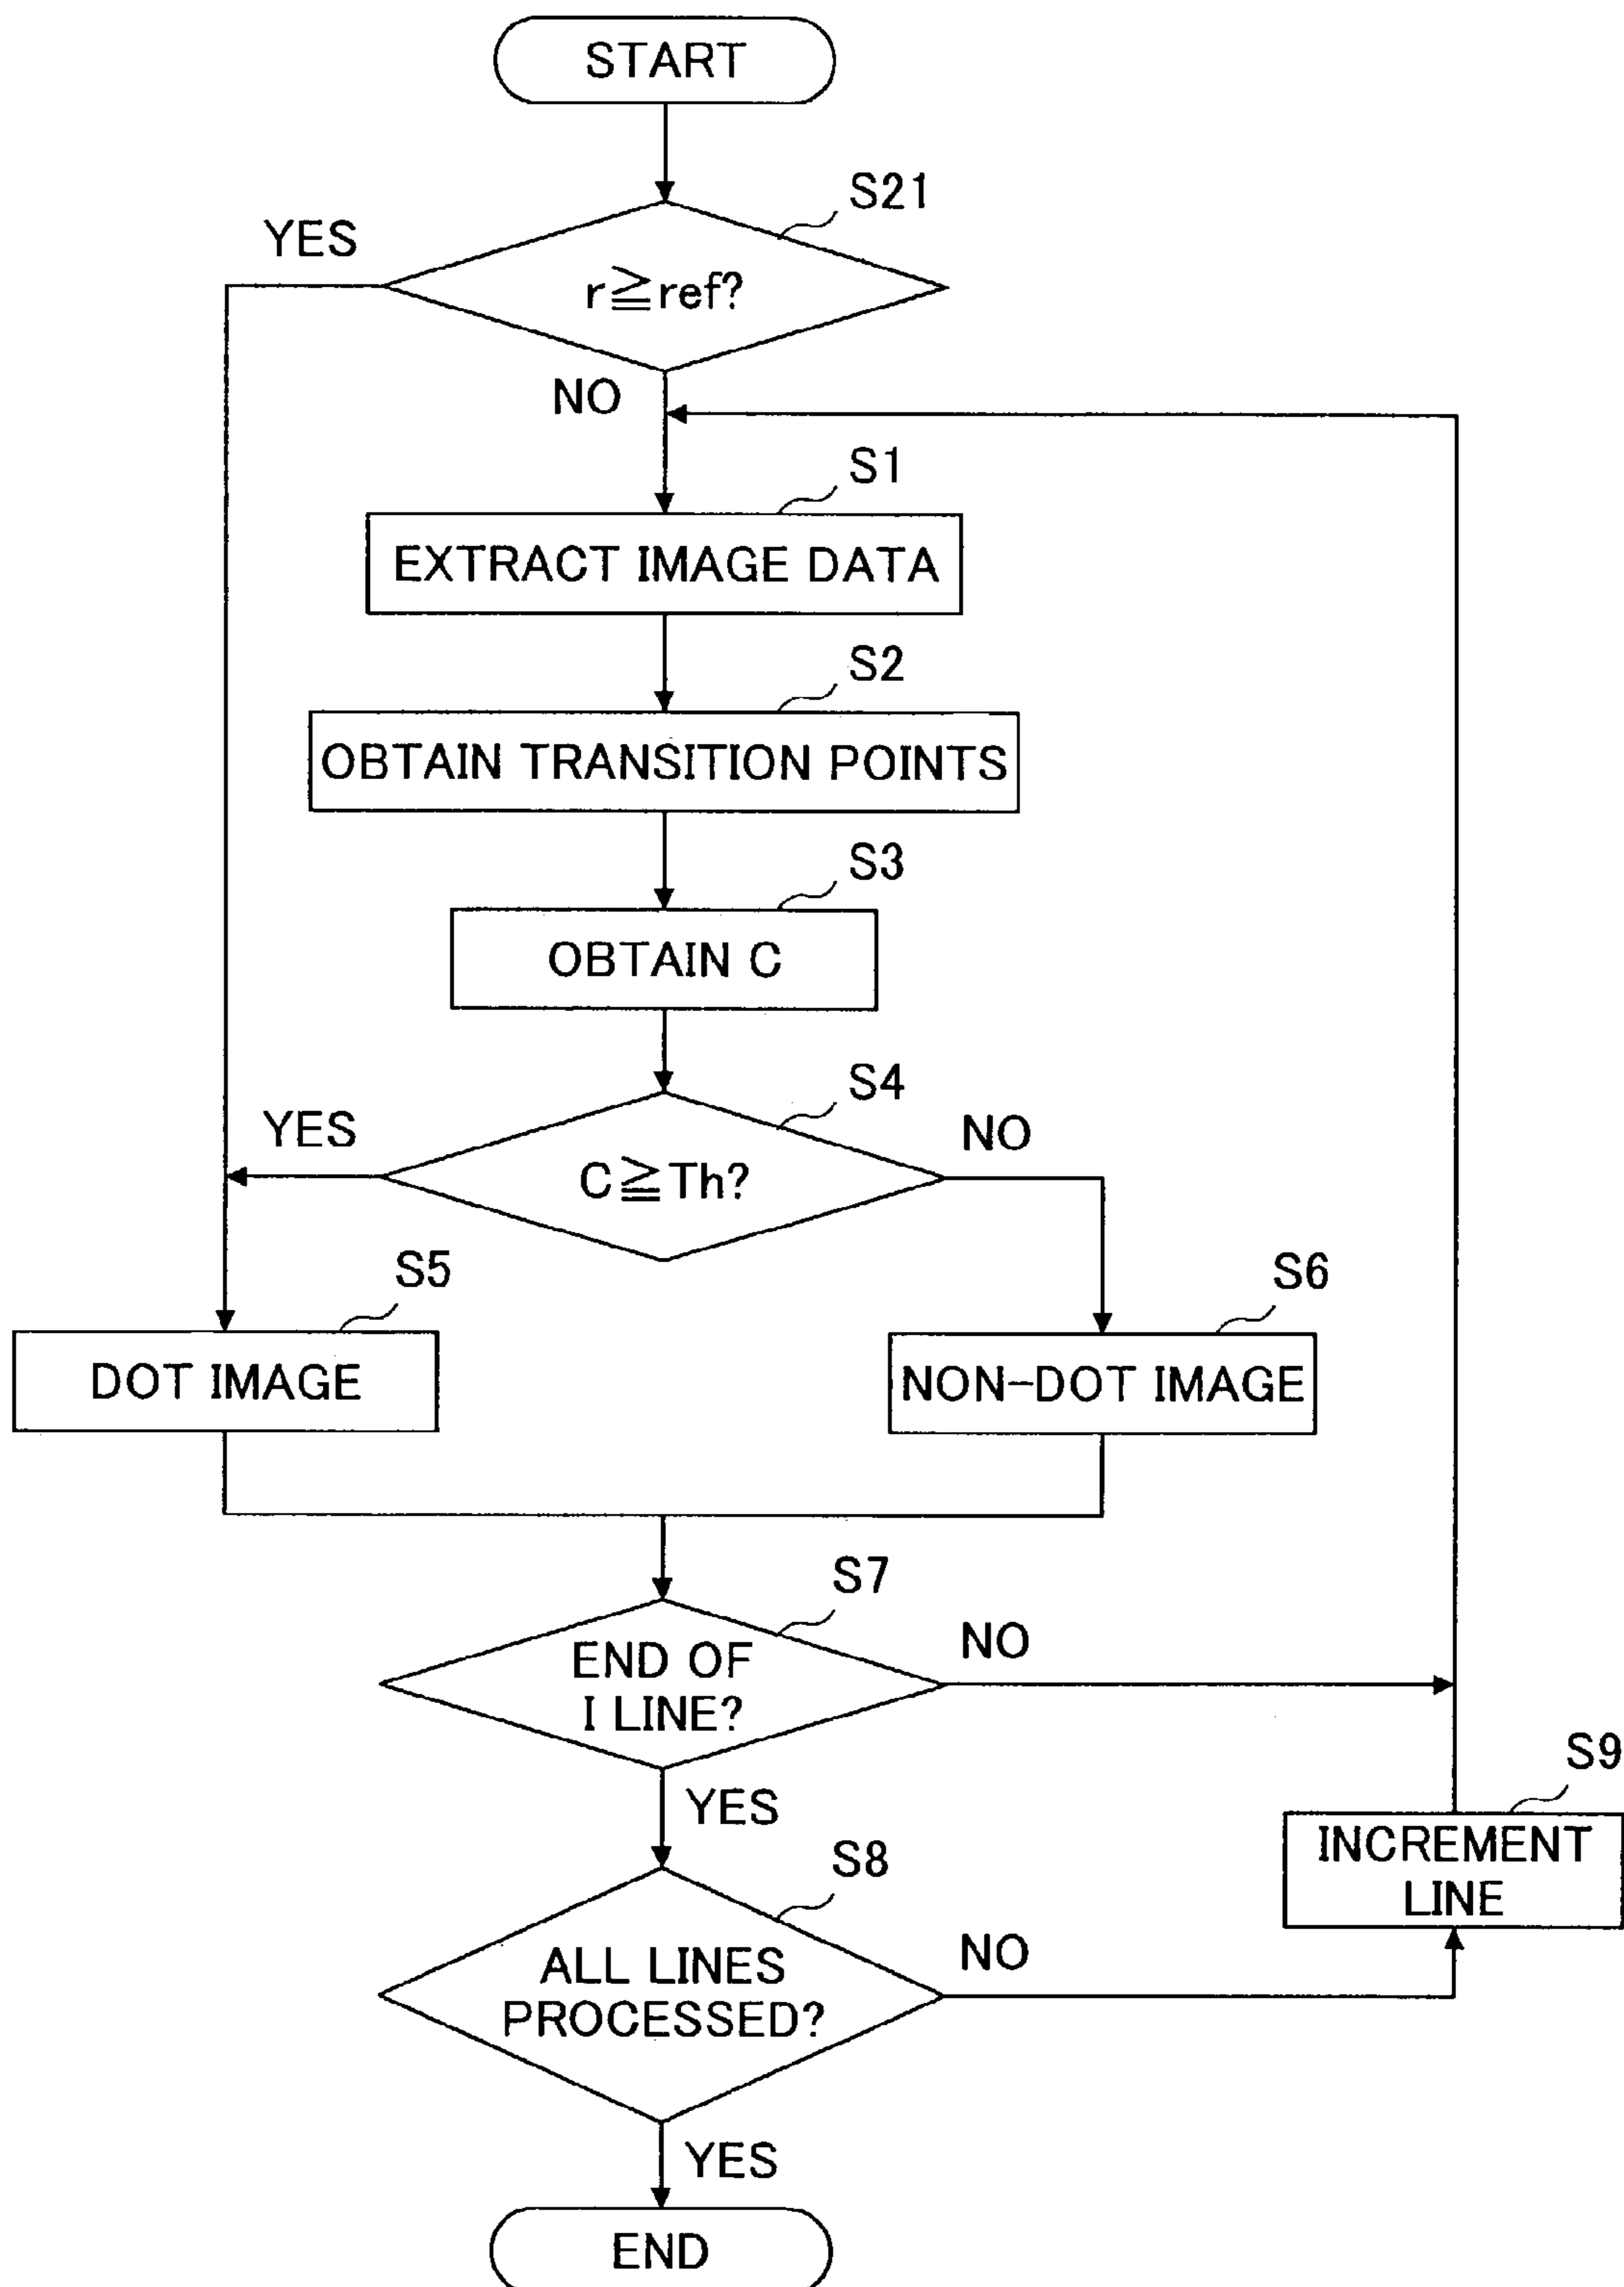 START
S21
YES
r≧ref?
NO
S1
EXTRACT IMAGE DATA
S2
OBTAIN TRANSITION POINTS
S3
OBTAIN C
S4
YES
NO
C≧Th?
S5
S6
DOT IMAGE
NON-DOT IMAGE
S7
NO
END OF
I LINE?
YES
S9
INCREMENT
LINE
S8
NO
ALL LINES
PROCESSED?
YES
END